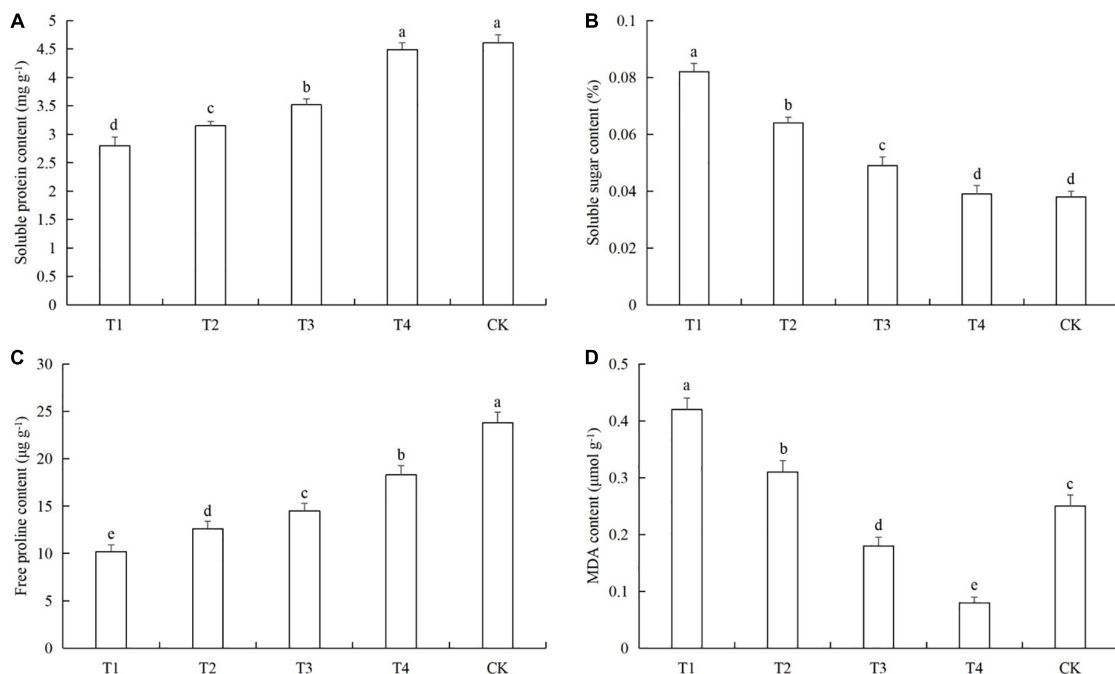 A
Soluble protein content (mg g⁻¹)
5
4.5
4
3.5
3
2.5
2
1.5
1
0.5
0
d
c
b
a
a
T1 T2 T3 T4 CK
B
Soluble sugar content (%)
0.1
0.08
0.06
0.04
0.02
0
a
b
c
d
d
T1 T2 T3 T4 CK
C
Free proline content (μg g⁻¹)
30
25
20
15
10
5
0
e
d
c
b
a
T1 T2 T3 T4 CK
D
MDA content (μmol g⁻¹)
0.5
0.4
0.3
0.2
0.1
0
a
b
d
e
c
T1 T2 T3 T4 CK